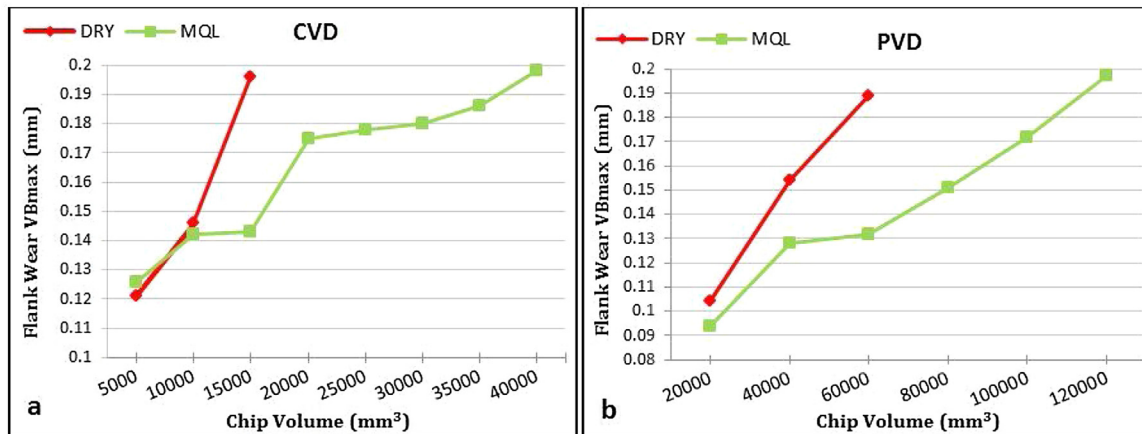 DRY MQL CVD
0.2
0.19
0.18
0.17
0.16
0.15
0.14
0.13
0.12
0.11
0.1
Flank Wear VBmax (mm)
5000 10000 15000 20000 25000 30000 35000 40000
Chip Volume (mm³)
a
DRY MQL PVD
0.2
0.19
0.18
0.17
0.16
0.15
0.14
0.13
0.12
0.11
0.1
0.09
0.08
Flank Wear VBmax (mm)
20000 40000 60000 80000 100000 120000
Chip Volume (mm³)
b